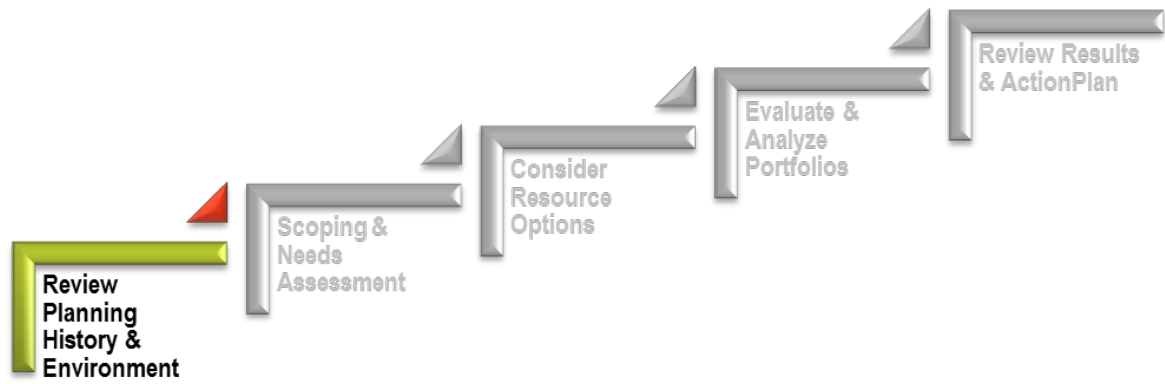 Review
Planning
History &
Environment
Scoping &
Needs
Assessment
Consider
Resource
Options
Evaluate &
Analyze
Portfolios
Review Results
& ActionPlan